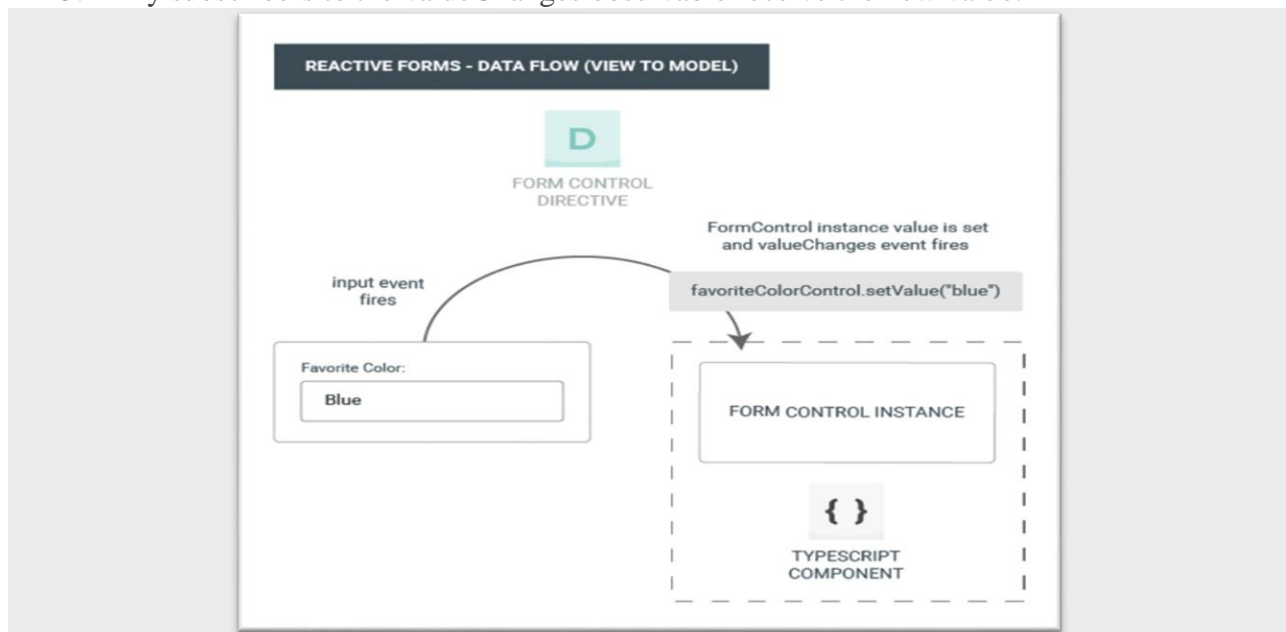 REACTIVE FORMS - DATA FLOW (VIEW TO MODEL)
D
FORM CONTROL
DIRECTIVE
FormControl instance value is set
and valueChanges event fires
input event
fires
favoriteColorControl.setValue("blue")
Favorite Color:
Blue
FORM CONTROL INSTANCE
{ }
TYPESCRIPT
COMPONENT